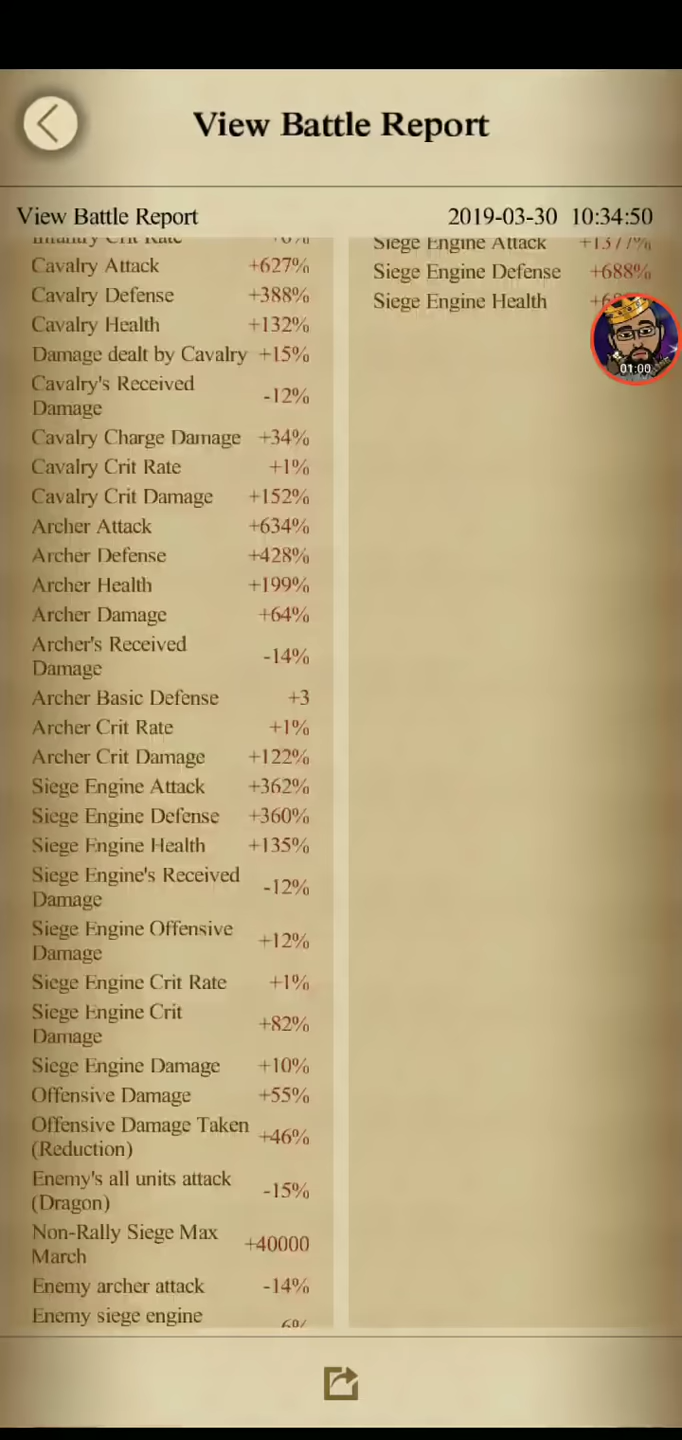 View Battle Report
View Battle Report 2019-03-30 10:34:50
Infantry Crit Rate
Cavalry Attack +627%
Cavalry Defense +388%
Cavalry Health +132%
Damage dealt by Cavalry +15%
Cavalry's Received
Damage -12%
Cavalry Charge Damage +34%
Cavalry Crit Rate +1%
Cavalry Crit Damage +152%
Archer Attack +634%
Archer Defense +428%
Archer Health +199%
Archer Damage +64%
Archer's Received
Damage -14%
Archer Basic Defense +3
Archer Crit Rate +1%
Archer Crit Damage +122%
Siege Engine Attack +362%
Siege Engine Defense +360%
Siege Engine Health +135%
Siege Engine's Received
Damage -12%
Siege Engine Offensive
Damage +12%
Siege Engine Crit Rate +1%
Siege Engine Crit
Damage +82%
Siege Engine Damage +10%
Offensive Damage +55%
Offensive Damage Taken
(Reduction) +46%
Enemy's all units attack
(Dragon) -15%
Non-Rally Siege Max
March +40000
Enemy archer attack -14%
Enemy siege engine
Siege Engine Attack +1377%
Siege Engine Defense +688%
Siege Engine Health
01:00